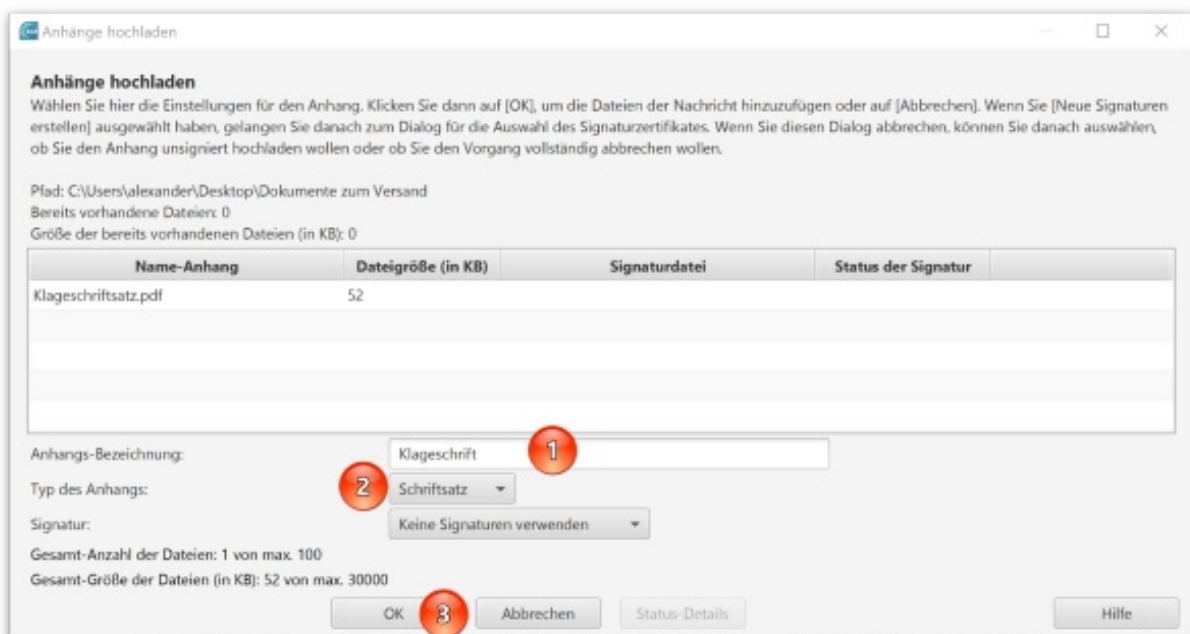 Anhänge hochladen
Anhänge hochladen
Wählen Sie hier die Einstellungen für den Anhang. Klicken Sie dann auf [OK], um die Dateien der Nachricht hinzuzufügen oder auf [Abbrechen]. Wenn Sie [Neue Signaturen
erstellen] ausgewählt haben, gelangen Sie danach zum Dialog für die Auswahl des Signaturzertifikates. Wenn Sie diesen Dialog abbrechen, können Sie danach auswählen,
ob Sie den Anhang unsigniert hochladen wollen oder ob Sie den Vorgang vollständig abbrechen wollen.
Pfad: C:\Users\alexander\Desktop\Dokumente zum Versand
Bereits vorhandene Dateien: 0
Größe der bereits vorhandenen Dateien (in KB): 0
Name-Anhang Dateigröße (in KB) Signaturdatei Status der Signatur
Klageschriftsatz.pdf 52
Anhangs-Bezeichnung: Klageschrift 1
Typ des Anhangs: 2 Schriftsatz
Signatur: Keine Signaturen verwenden
Gesamt-Anzahl der Dateien: 1 von max. 100
Gesamt-Größe der Dateien (in KB): 52 von max. 30000
OK 3 Abbrechen Status-Details Hilfe